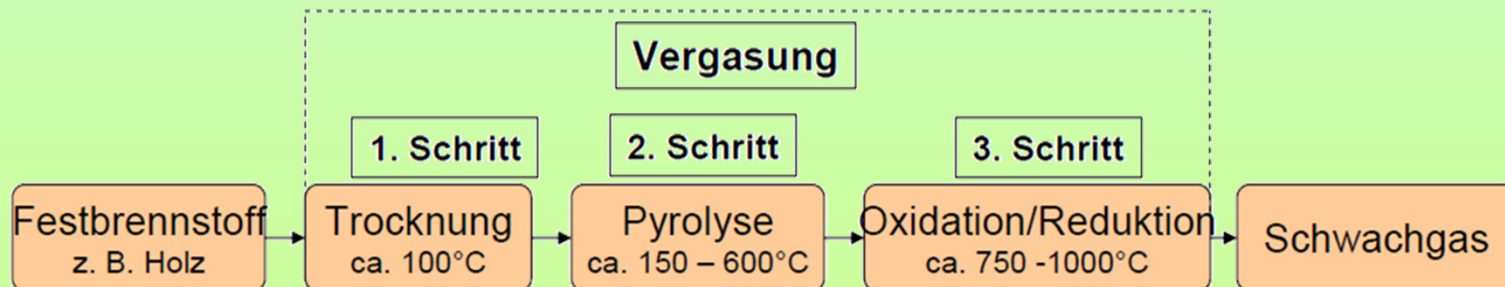 Vergasung
1. Schritt
2. Schritt
3. Schritt
Festbrennstoff
z. B. Holz
Trocknung
ca. 100°C
Pyrolyse
ca. 150 – 600°C
Oxidation/Reduktion
ca. 750 -1000°C
Schwachgas